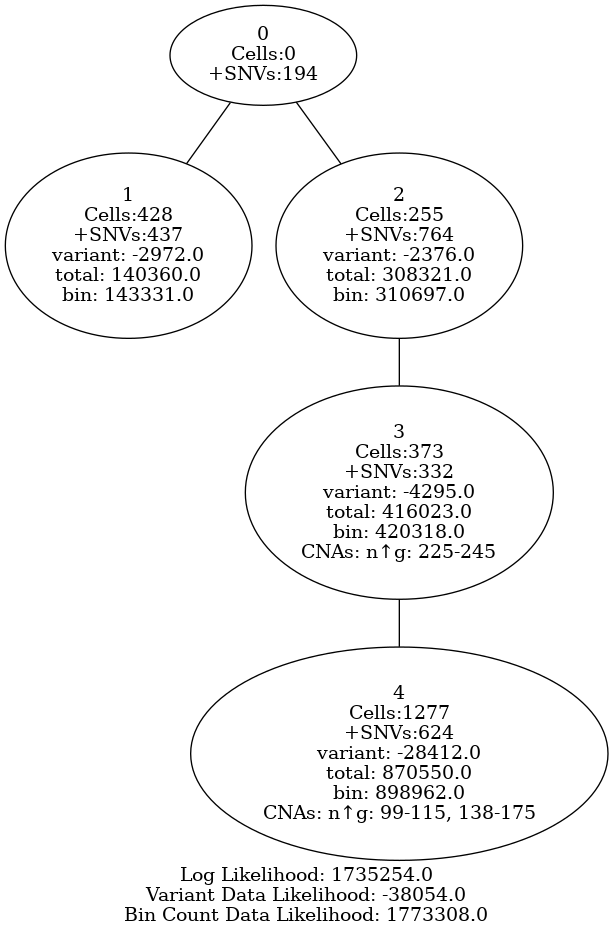 0
Cells:0
+SNVs:194
1
Cells:428
+SNVs:437
variant: -2972.0
total: 140360.0
bin: 143331.0
2
Cells:255
+SNVs:764
variant: -2376.0
total: 308321.0
bin: 310697.0
3
Cells:373
+SNVs:332
variant: -4295.0
total: 416023.0
bin: 420318.0
CNAs: n↑g: 225-245
4
Cells:1277
+SNVs:624
variant: -28412.0
total: 870550.0
bin: 898962.0
CNAs: n↑g: 99-115, 138-175
Log Likelihood: 1735254.0
Variant Data Likelihood: -38054.0
Bin Count Data Likelihood: 1773308.0